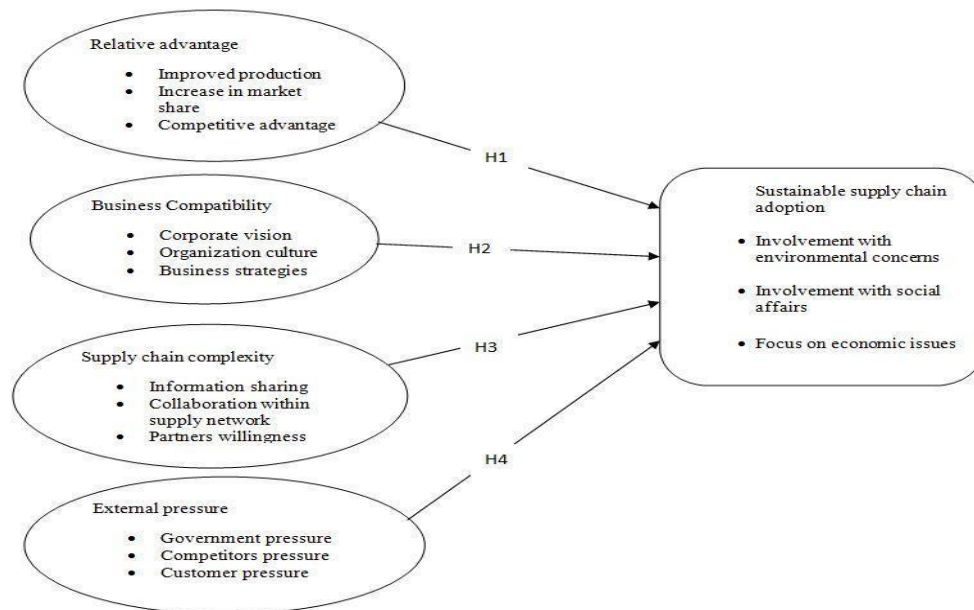 Relative advantage
• Improved production
• Increase in market
share
• Competitive advantage
H1
Business Compatibility
• Corporate vision
• Organization culture
• Business strategies
H2
Supply chain complexity
• Information sharing
• Collaboration within
supply network
• Partners willingness
H3
External pressure
• Government pressure
• Competitors pressure
• Customer pressure
H4
Sustainable supply chain
adoption
• Involvement with
environmental concerns
• Involvement with social
affairs
• Focus on economic issues